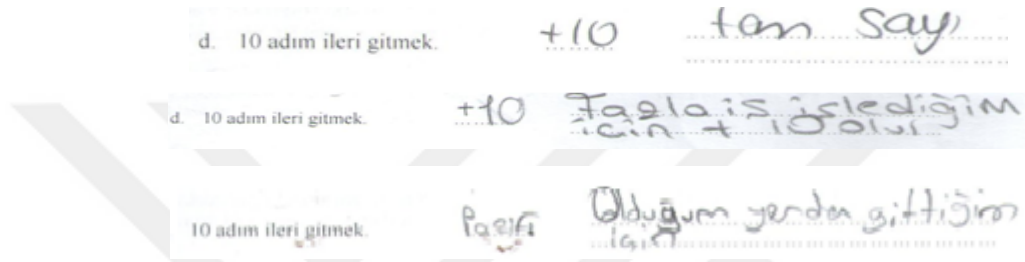 d. 10 adım ileri gitmek. +10 tam sayı
d. 10 adım ileri gitmek. +10 Fazla iş işlediğim
için + 10 olur
10 adım ileri gitmek. Pozitif Olduğum yerden gittiğim
için